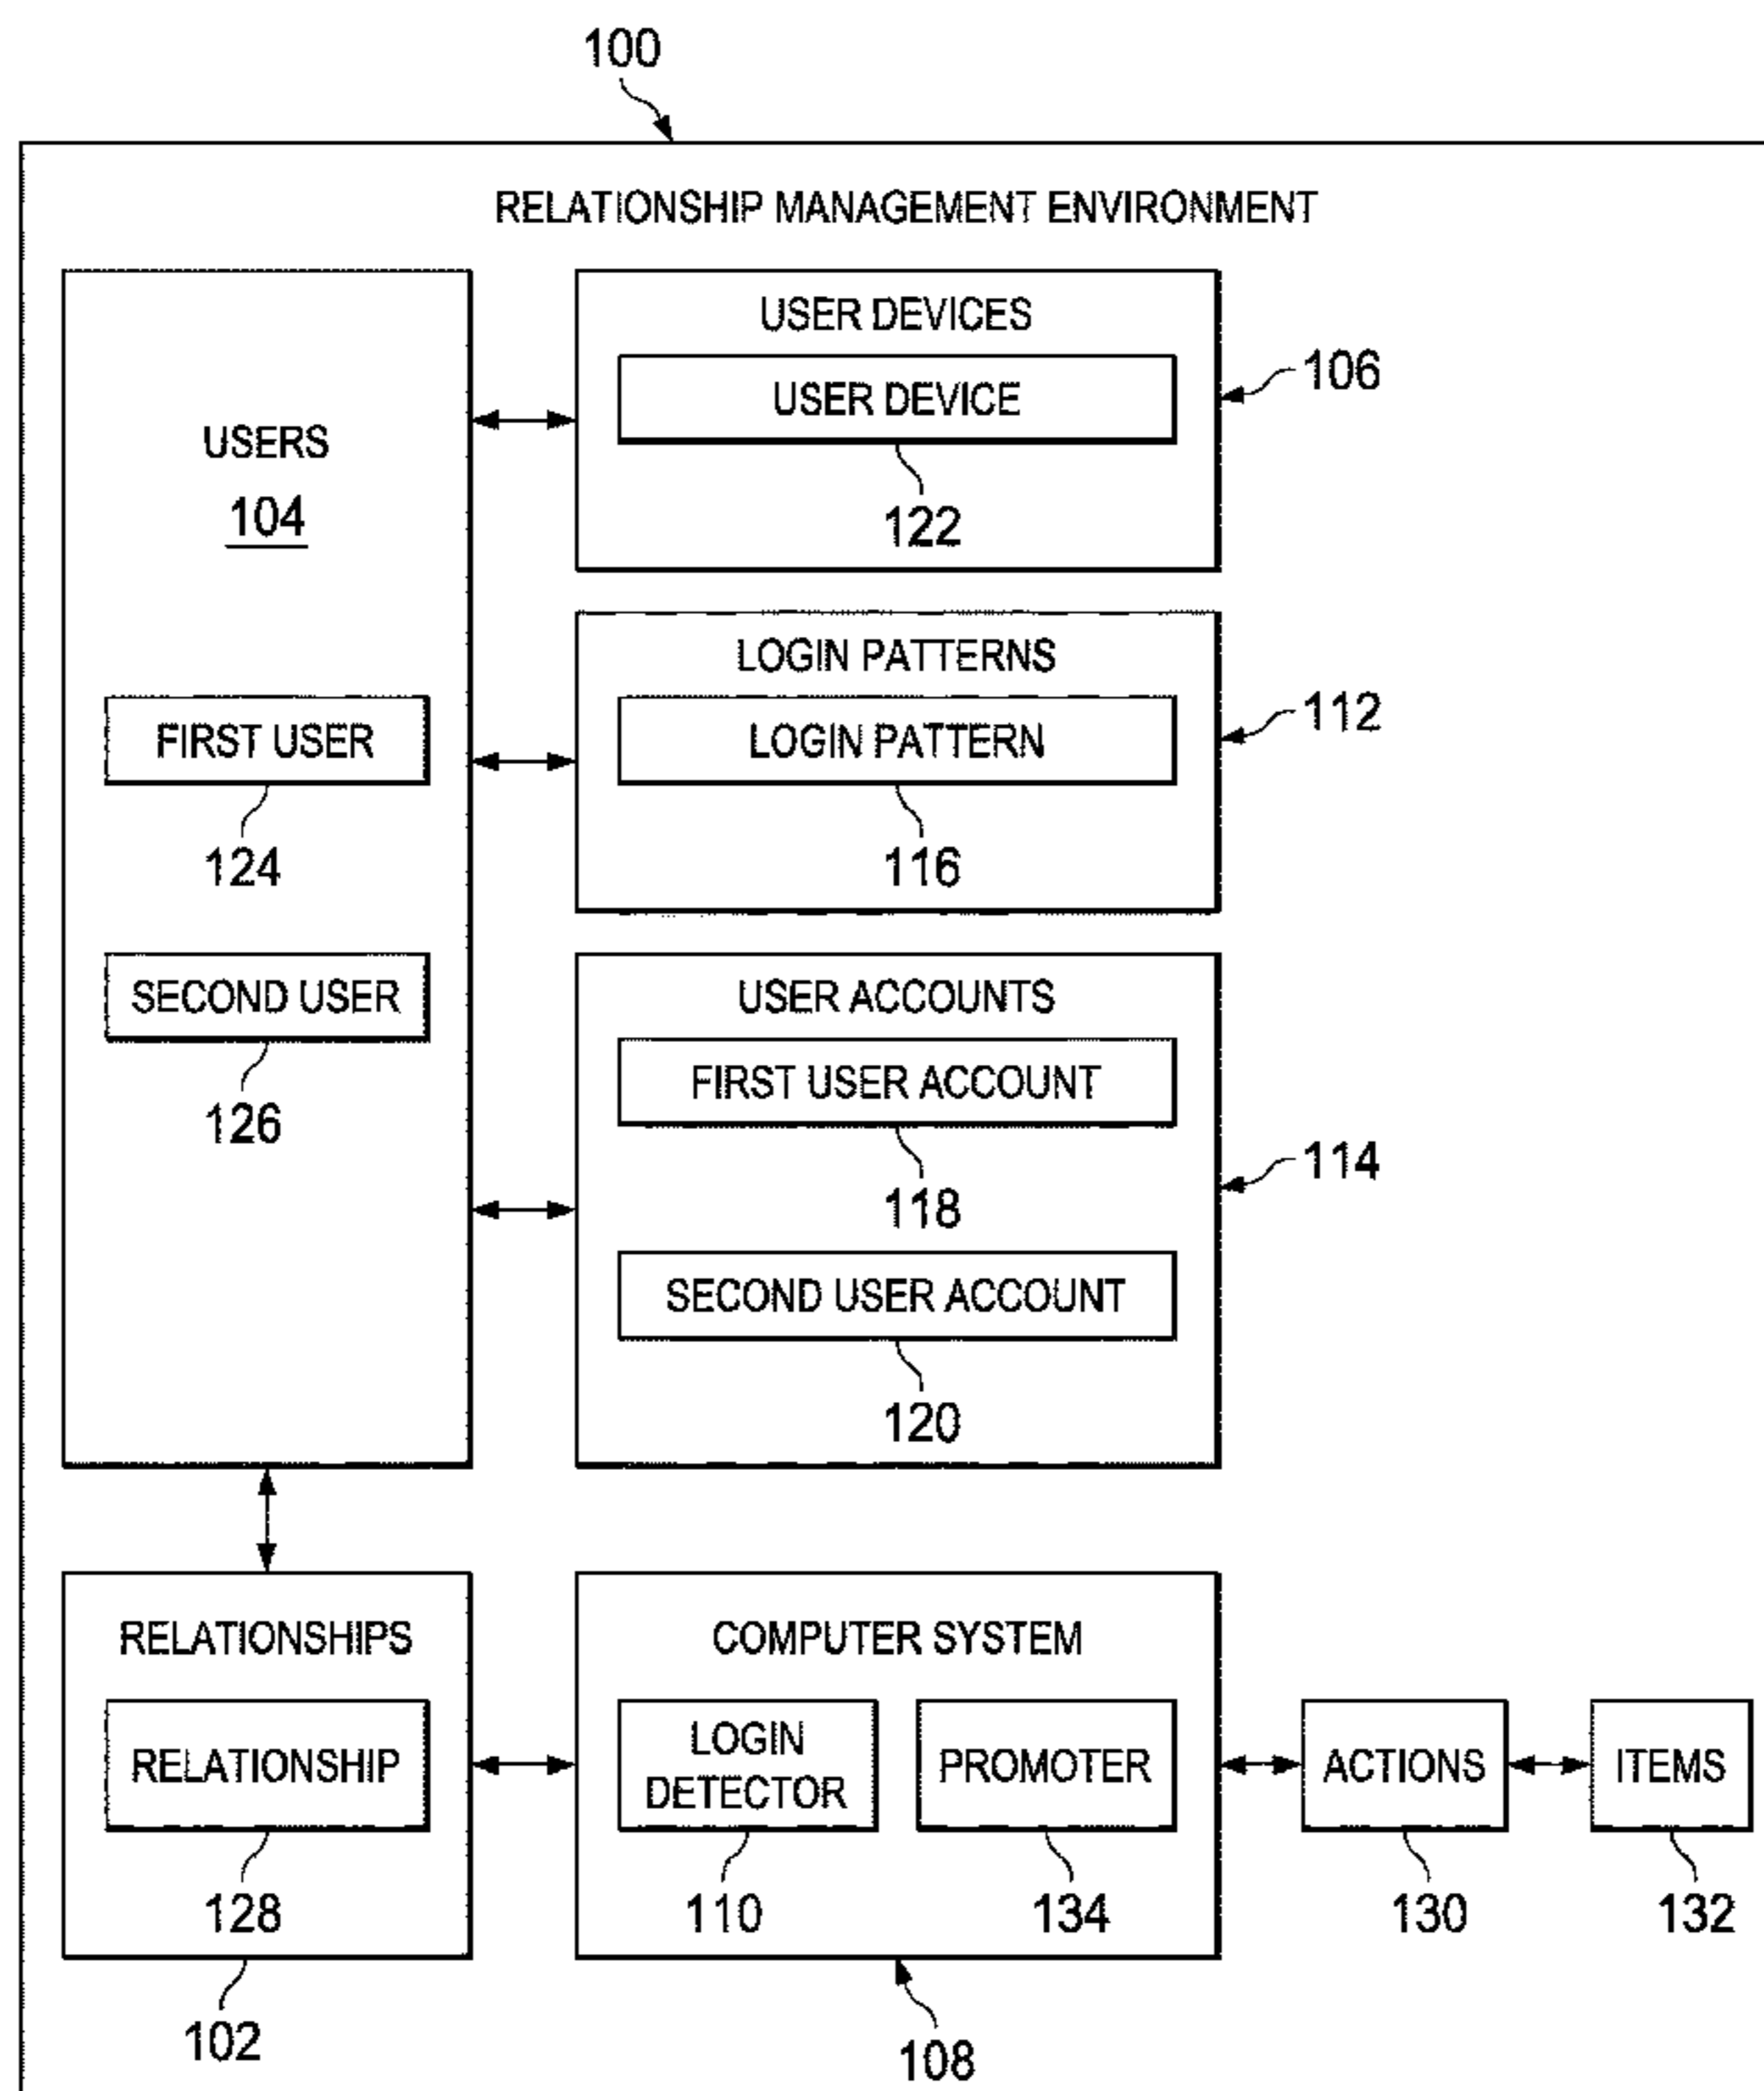 100
RELATIONSHIP MANAGEMENT ENVIRONMENT
USERS
104
FIRST USER
124
SECOND USER
126
USER DEVICES
USER DEVICE
122
106
LOGIN PATTERNS
LOGIN PATTERN
116
112
USER ACCOUNTS
FIRST USER ACCOUNT
118
SECOND USER ACCOUNT
120
114
RELATIONSHIPS
RELATIONSHIP
128
102
COMPUTER SYSTEM
LOGIN
DETECTOR
110
PROMOTER
134
108
ACTIONS
130
ITEMS
132